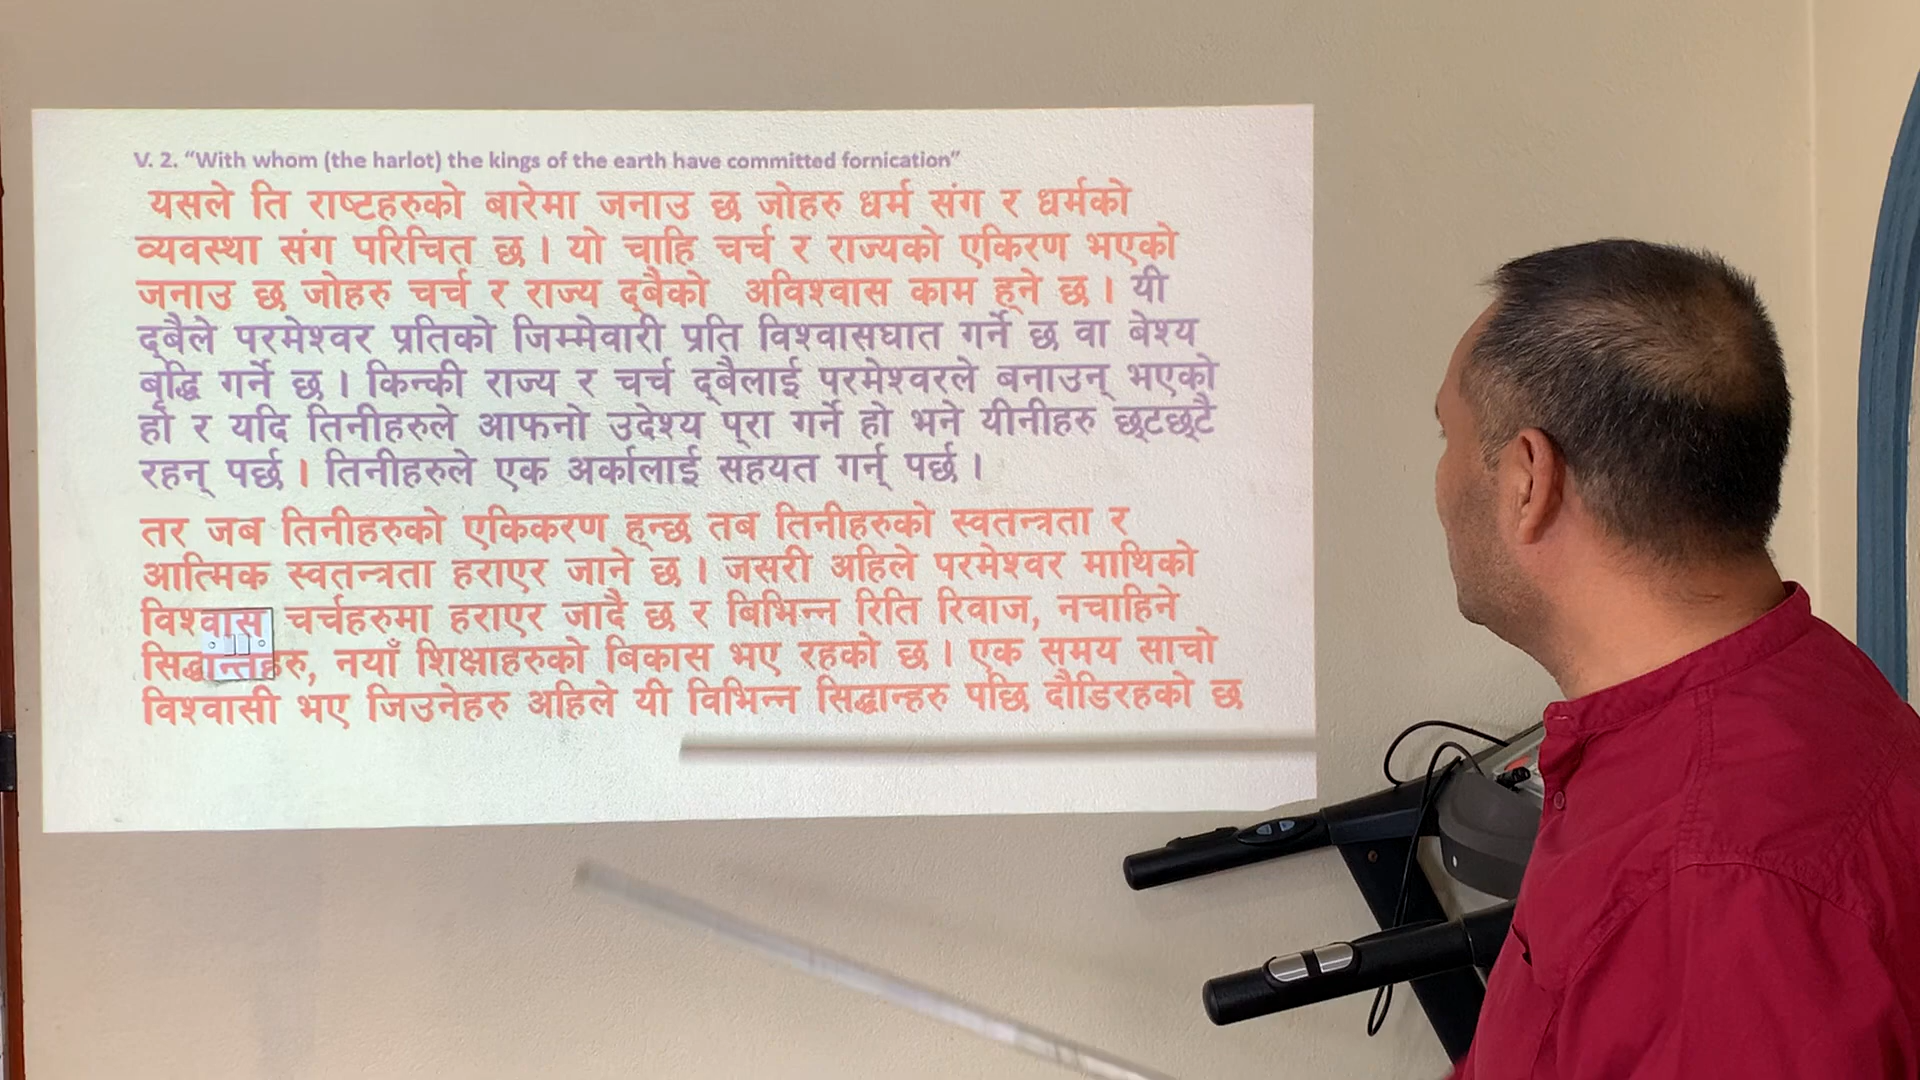 V. 2. “With whom (the harlot) the kings of the earth have committed fornication”
यसले ति राष्टहरुको बारेमा जनाउ छ जोहरु धर्म संग र धर्मको
व्यवस्था संग परिचित छ । यो चाहि चर्च र राज्यको एकिरण भएको
जनाउ छ जोहरु चर्च र राज्य द्बैको अविश्वास काम ह्ने छ । यी
द्बैले परमेश्वर प्रतिको जिम्मेवारी प्रति विश्वासघात गर्ने छ वा बेश्य
बृद्धि गर्ने छ । किन्की राज्य र चर्च द्बैलाई परमेश्वरले बनाउन् भएको
हो र यदि तिनीहरुले आफनो उदेश्य प्रा गर्ने हो भने यीनीहरु छ्टछ्टै
रहन् पर्छ । तिनीहरुले एक अर्कालाई सहयत गर्न् पर्छ ।
तर जब तिनीहरुको एकिकरण ह्न्छ तब तिनीहरुको स्वतन्त्रता र
आत्मिक स्वतन्त्रता हराएर जाने छ । जसरी अहिले परमेश्वर माथिको
विश्वास चर्चहरुमा हराएर जादै छ र बिभिन्न रिति रिवाज, नचाहिने
सिद्धान्तहरु, नयाँ शिक्षाहरुको बिकास भए रहको छ । एक समय साचो
विश्वासी भए जिउनेहरु अहिले यी विभिन्न सिद्धान्हरु पछि दौडिरहको छ